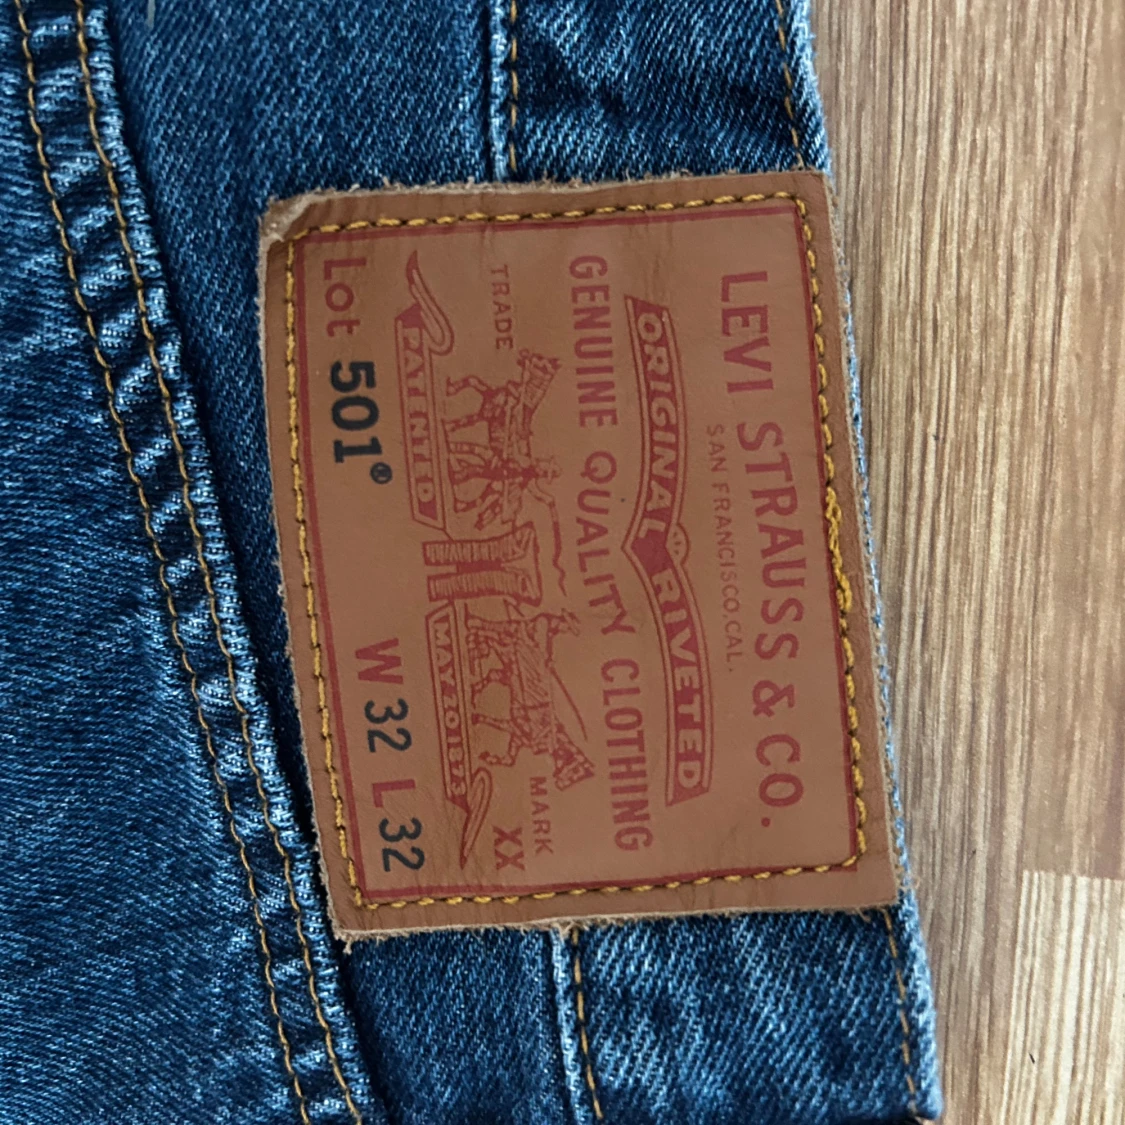 LEVI STRAUSS & CO.
SAN FRANCISCO, CAL.
ORIGINAL RIVETED
GENUINE QUALITY CLOTHING
TRADE MARK
XX
PATENTED MAY 20 1873
Lot 501® W 32 L 32